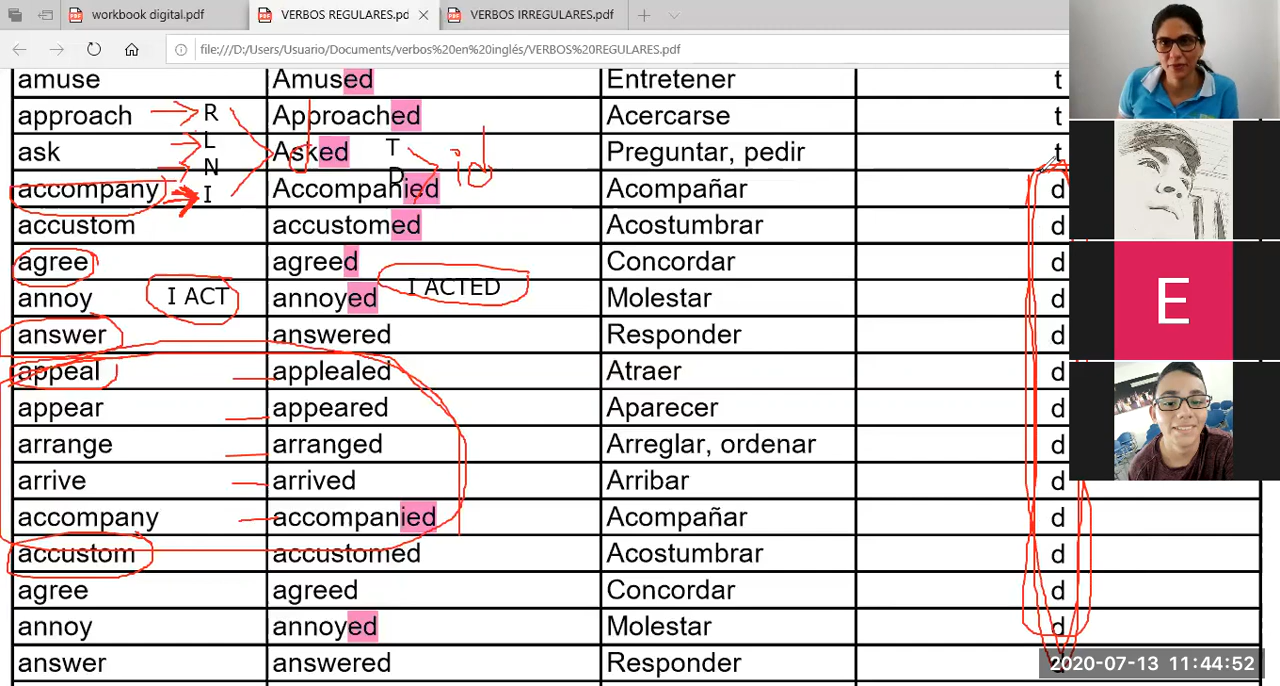 workbook digital.pdf VERBOS REGULARES.pd VERBOS IRREGULARES.pdf
file:///D:/Users/Usuario/Documents/verbos%20en%20inglés/VERBOS%20REGULARES.pdf
amuse Amused Entretener t
approach R Approached Acercarse t
ask L Asked T Preguntar, pedir t
N id
accompany I Accompanied D Acompañar d
accustom accustomed Acostumbrar d
agree agreed Concordar d
annoy I ACT annoyed I ACTED Molestar d
answer answered Responder d
appeal applealed Atraer d
appear appeared Aparecer d
arrange arranged Arreglar, ordenar d
arrive arrived Arribar d
accompany accompanied Acompañar d
accustom accustomed Acostumbrar d
agree agreed Concordar d
annoy annoyed Molestar d
answer answered Responder d
E
2020-07-13 11:44:52